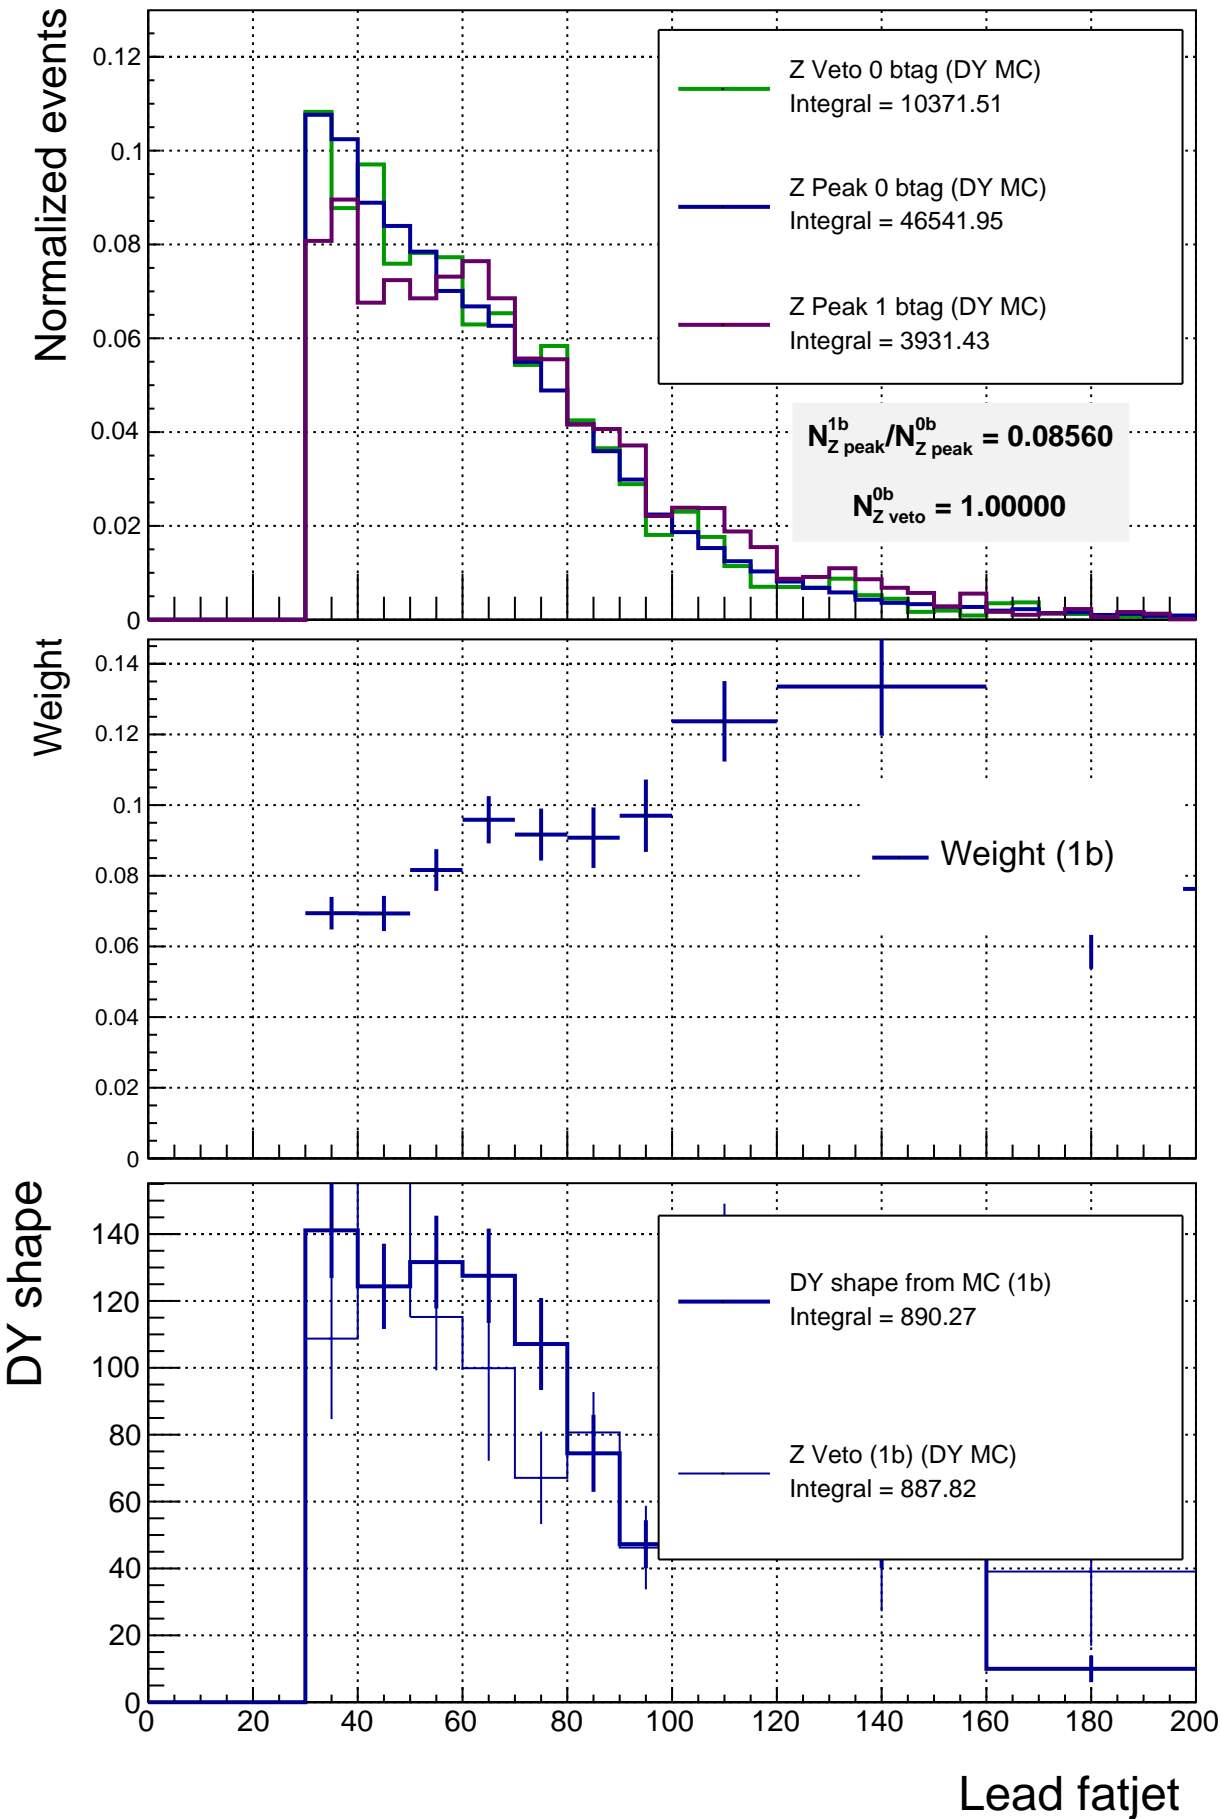 Normalized events
0.12
0.1
0.08
0.06
0.04
0.02
0
Z Veto 0 btag (DY MC)
Integral = 10371.51
Z Peak 0 btag (DY MC)
Integral = 46541.95
Z Peak 1 btag (DY MC)
Integral = 3931.43
N^{1b}_{Z peak}/N^{0b}_{Z peak} = 0.08560
N^{0b}_{Z veto} = 1.00000
Weight
0.14
0.12
0.1
0.08
0.06
0.04
0.02
0
Weight (1b)
DY shape
140
120
100
80
60
40
20
0
DY shape from MC (1b)
Integral = 890.27
Z Veto (1b) (DY MC)
Integral = 887.82
0 20 40 60 80 100 120 140 160 180 200
Lead fatjet